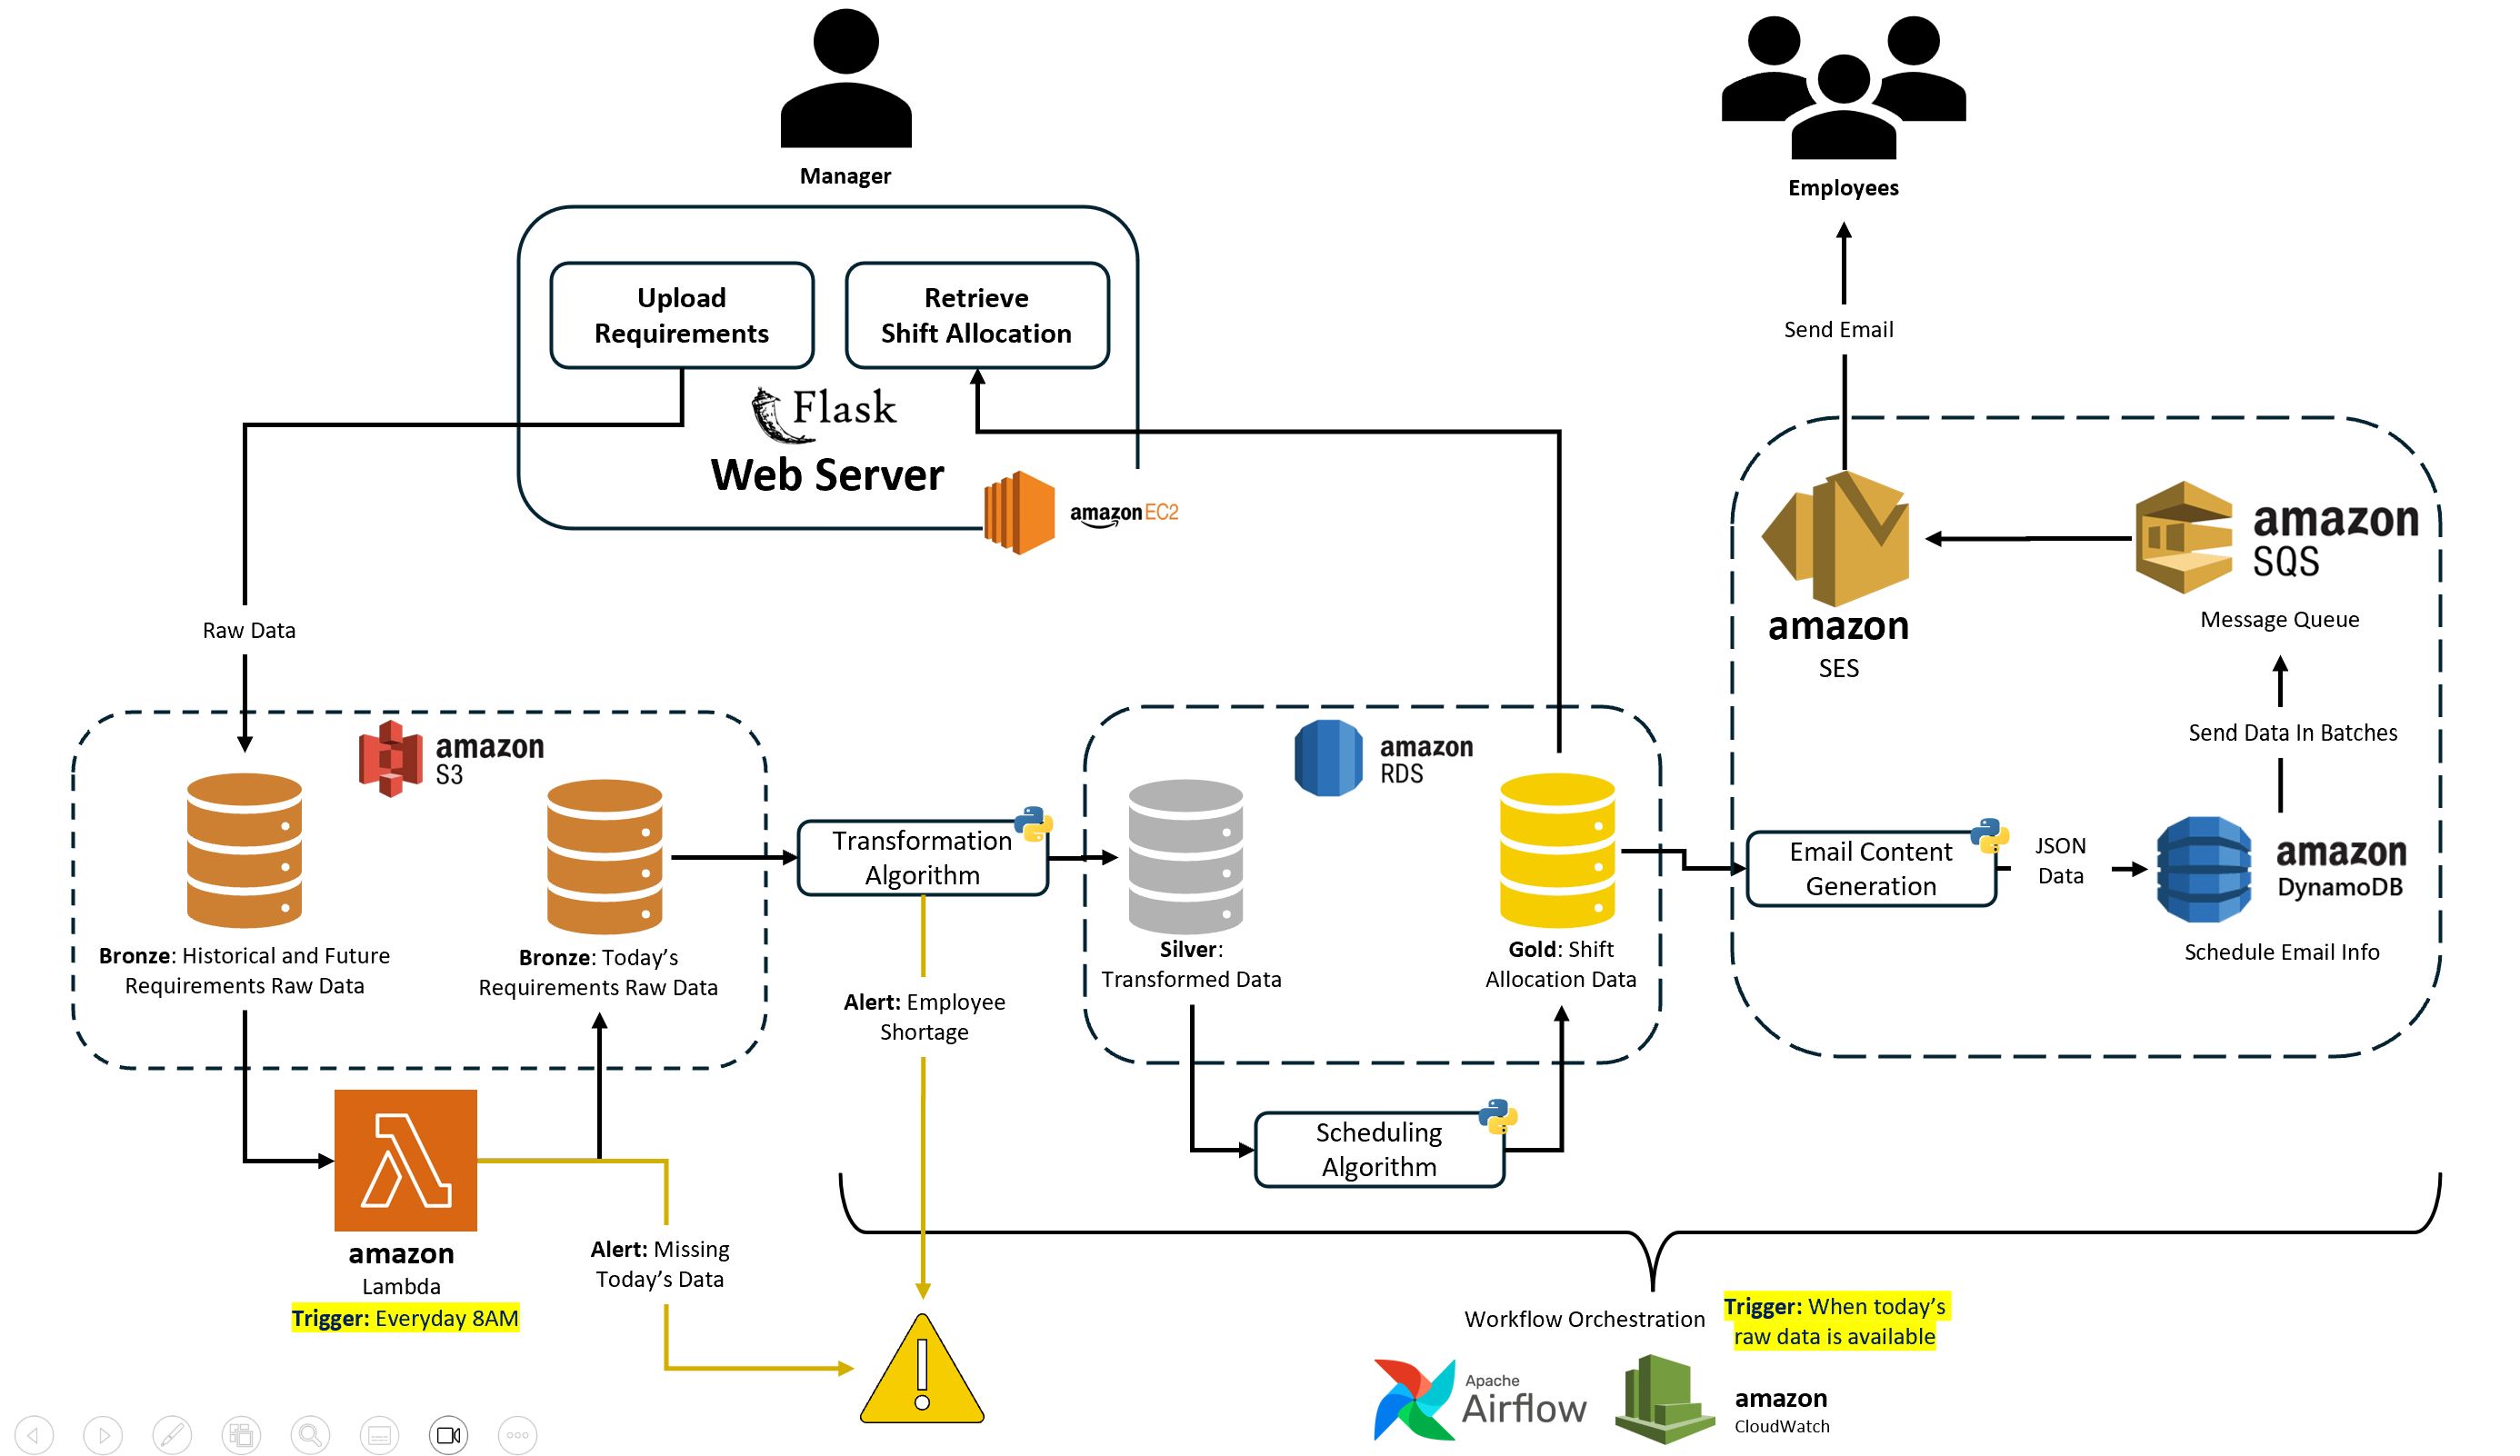 Manager
Employees
Upload
Requirements
Retrieve
Shift Allocation
Flask
Web Server
amazon EC2
Send Email
Raw Data
amazon
SES
amazon
SQS
Message Queue
Send Data In Batches
amazon
S3
amazon
RDS
Transformation
Algorithm
Email Content
Generation
JSON
Data
amazon
DynamoDB
Schedule Email Info
Bronze: Historical and Future
Requirements Raw Data
Bronze: Today's
Requirements Raw Data
Alert: Employee
Shortage
Silver:
Transformed Data
Gold: Shift
Allocation Data
Scheduling
Algorithm
amazon
Lambda
Trigger: Everyday 8AM
Alert: Missing
Today's Data
Workflow Orchestration
Trigger: When today's
raw data is available
Apache
Airflow
amazon
CloudWatch